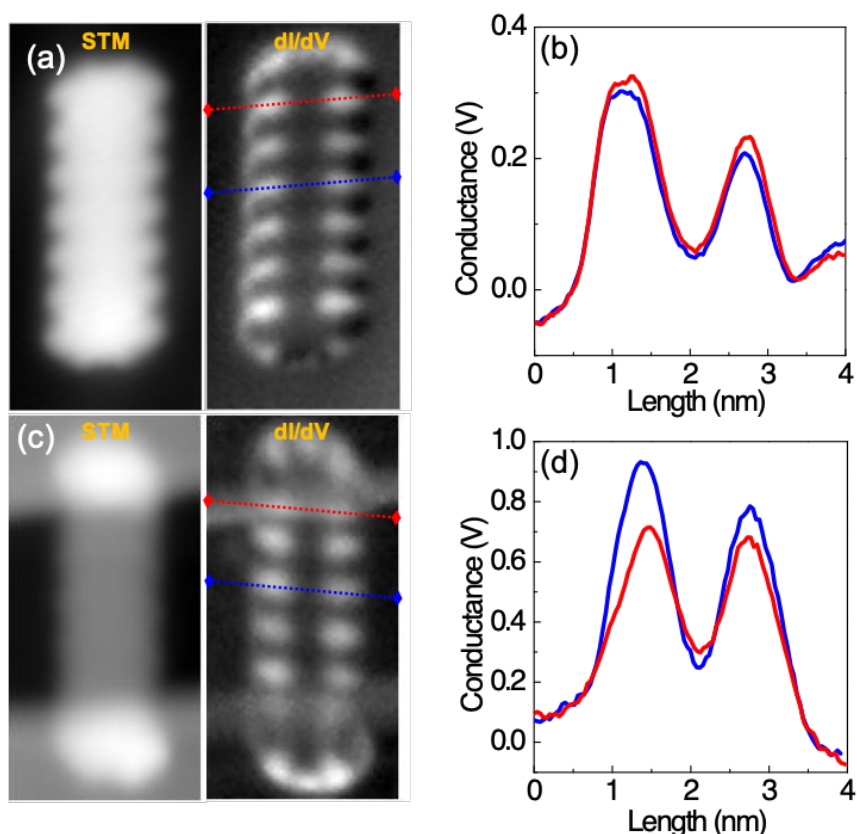 (a) STM dI/dV
(b)
0.4
0.2
0.0
Conductance (V)
0 1 2 3 4
Length (nm)
(c) STM dI/dV
(d)
1.0
0.8
0.6
0.4
0.2
0.0
Conductance (V)
0 1 2 3 4
Length (nm)